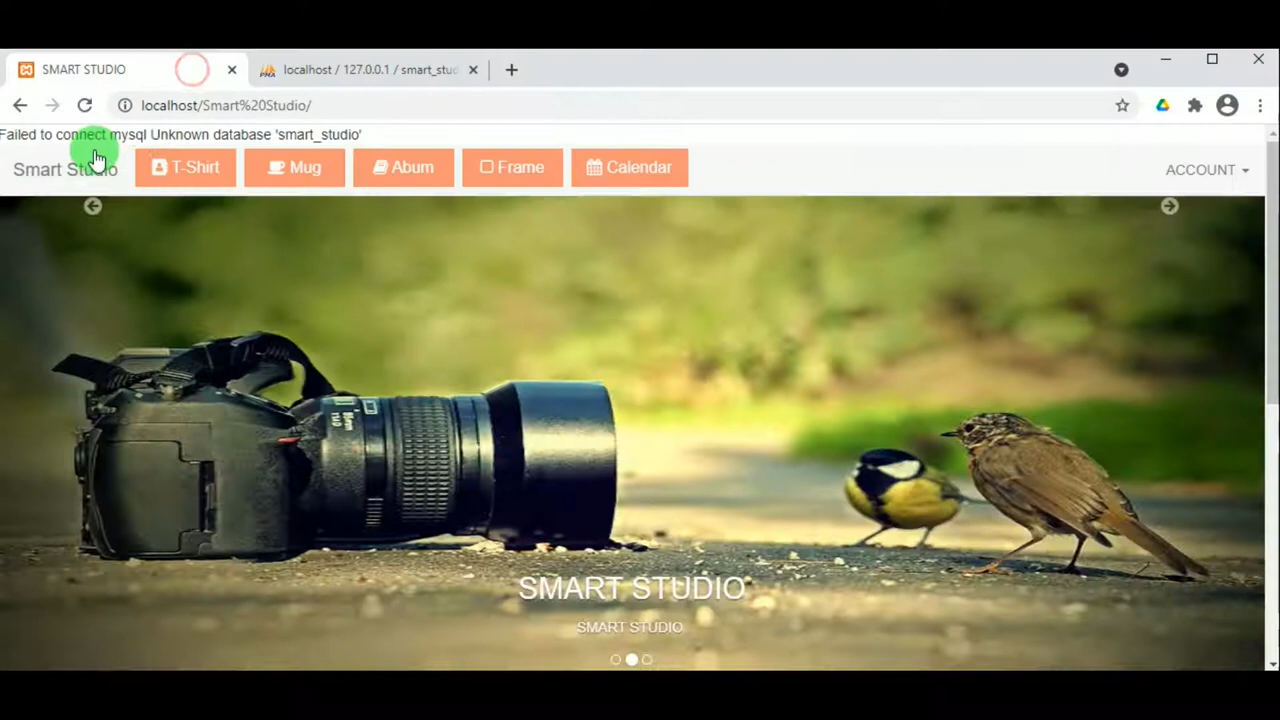 SMART STUDIO
localhost / 127.0.0.1 / smart_stud
localhost/Smart%20Studio/
Failed to connect mysql Unknown database 'smart_studio'
Smart Studio T-Shirt Mug Abum Frame Calendar ACCOUNT
SMART STUDIO
SMART STUDIO